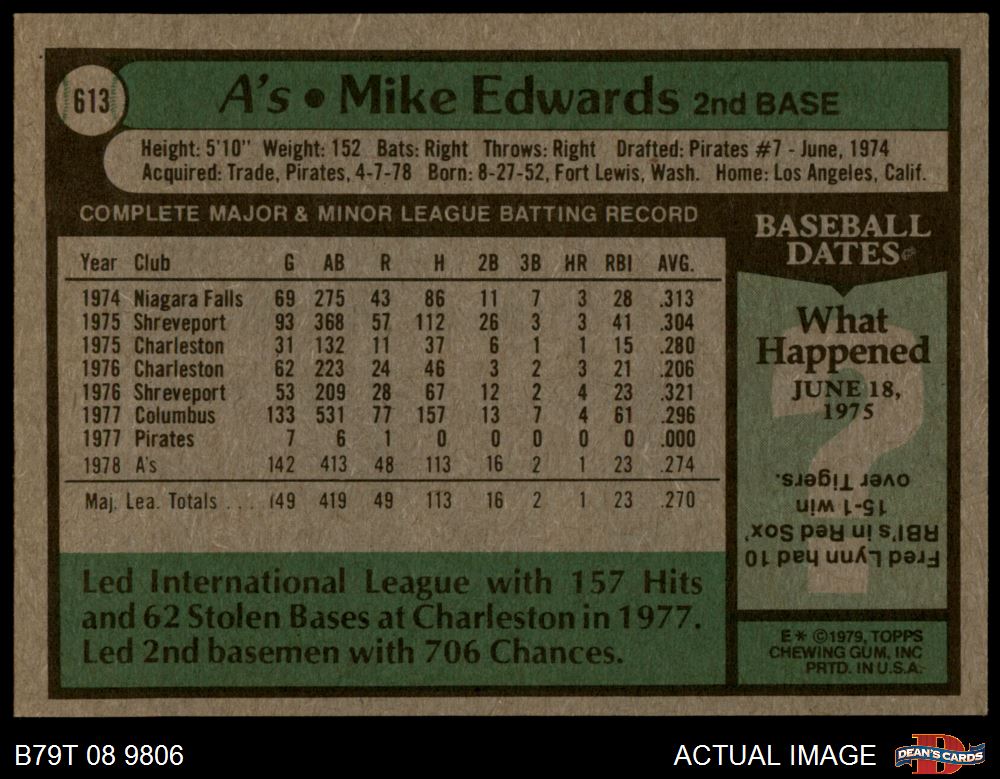 613
A's • Mike Edwards 2nd BASE
Height: 5'10" Weight: 152 Bats: Right Throws: Right Drafted: Pirates #7 - June, 1974
Acquired: Trade, Pirates, 4-7-78 Born: 8-27-52, Fort Lewis, Wash. Home: Los Angeles, Calif.
COMPLETE MAJOR & MINOR LEAGUE BATTING RECORD
Year Club G AB R H 2B 3B HR RBI AVG.
1974 Niagara Falls 69 275 43 86 11 7 3 28 .313
1975 Shreveport 93 368 57 112 26 3 3 41 .304
1975 Charleston 31 132 11 37 6 1 1 15 .280
1976 Charleston 62 223 24 46 3 2 3 21 .206
1976 Shreveport 53 209 28 67 12 2 4 23 .321
1977 Columbus 133 531 77 157 13 7 4 61 .296
1977 Pirates 7 6 1 0 0 0 0 0 .000
1978 A's 142 413 48 113 16 2 1 23 .274
Maj. Lea. Totals . . . 149 419 49 113 16 2 1 23 .270
Led International League with 157 Hits
and 62 Stolen Bases at Charleston in 1977.
Led 2nd basemen with 706 Chances.
BASEBALL
DATES
What
Happened
JUNE 18,
1975
?
Fred Lynn had 10
RBI's in Red Sox'
15-1 win
over Tigers.
E* ©1979, TOPPS
CHEWING GUM, INC
PRTD. IN U.S.A.
B79T 08 9806
ACTUAL IMAGE
DEAN'S CARDS